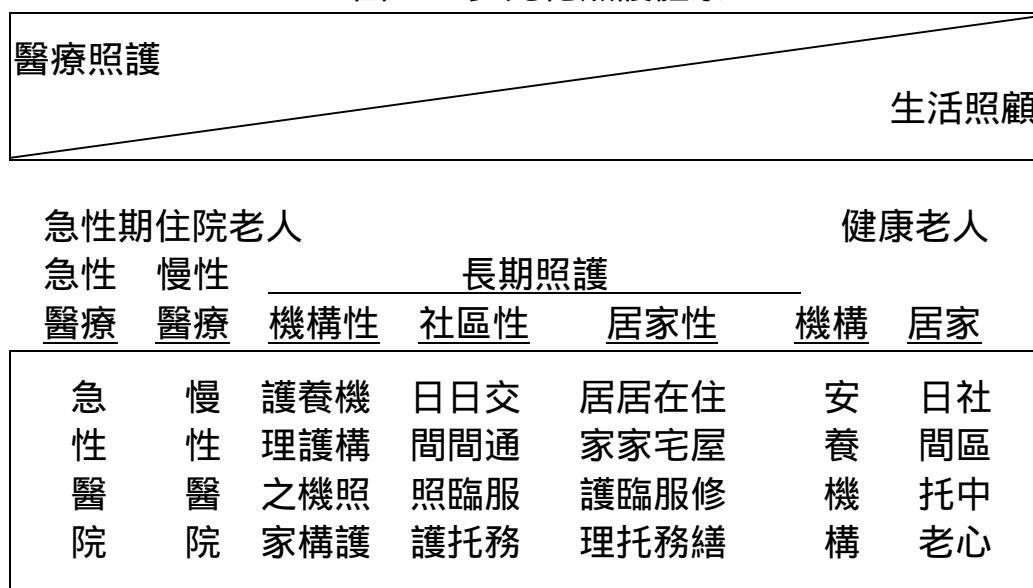 醫療照護
生活照顧
急性期住院老人 健康老人
急性 慢性 長期照護
醫療 醫療 機構性 社區性 居家性 機構 居家
急 慢 護養機 日日交 居居在住 安 日社
性 性 理護構 間間通 家家宅屋 養 間區
醫 醫 之機照 照臨服 護臨服修 機 托中
院 院 家構護 護托務 理托務繕 構 老心